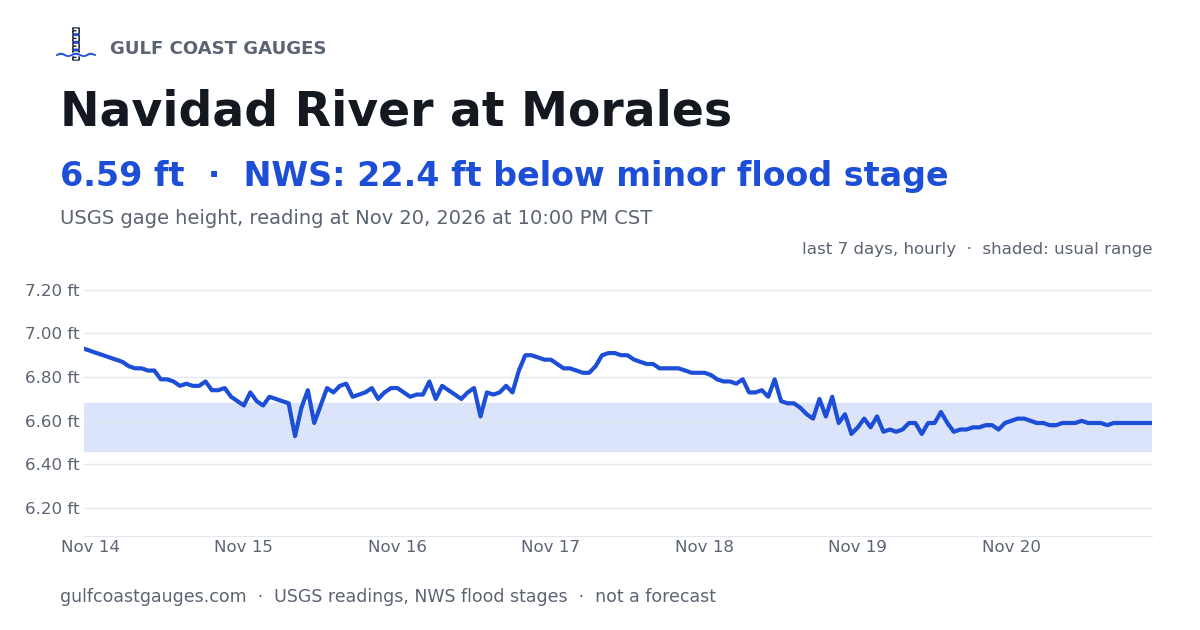 GULF COAST GAUGES
Navidad River at Morales
6.59 ft · NWS: 22.4 ft below minor flood stage
USGS gage height, reading at Nov 20, 2026 at 10:00 PM CST
last 7 days, hourly · shaded: usual range
7.20 ft
7.00 ft
6.80 ft
6.60 ft
6.40 ft
6.20 ft
Nov 14 Nov 15 Nov 16 Nov 17 Nov 18 Nov 19 Nov 20
gulfcoastgauges.com · USGS readings, NWS flood stages · not a forecast